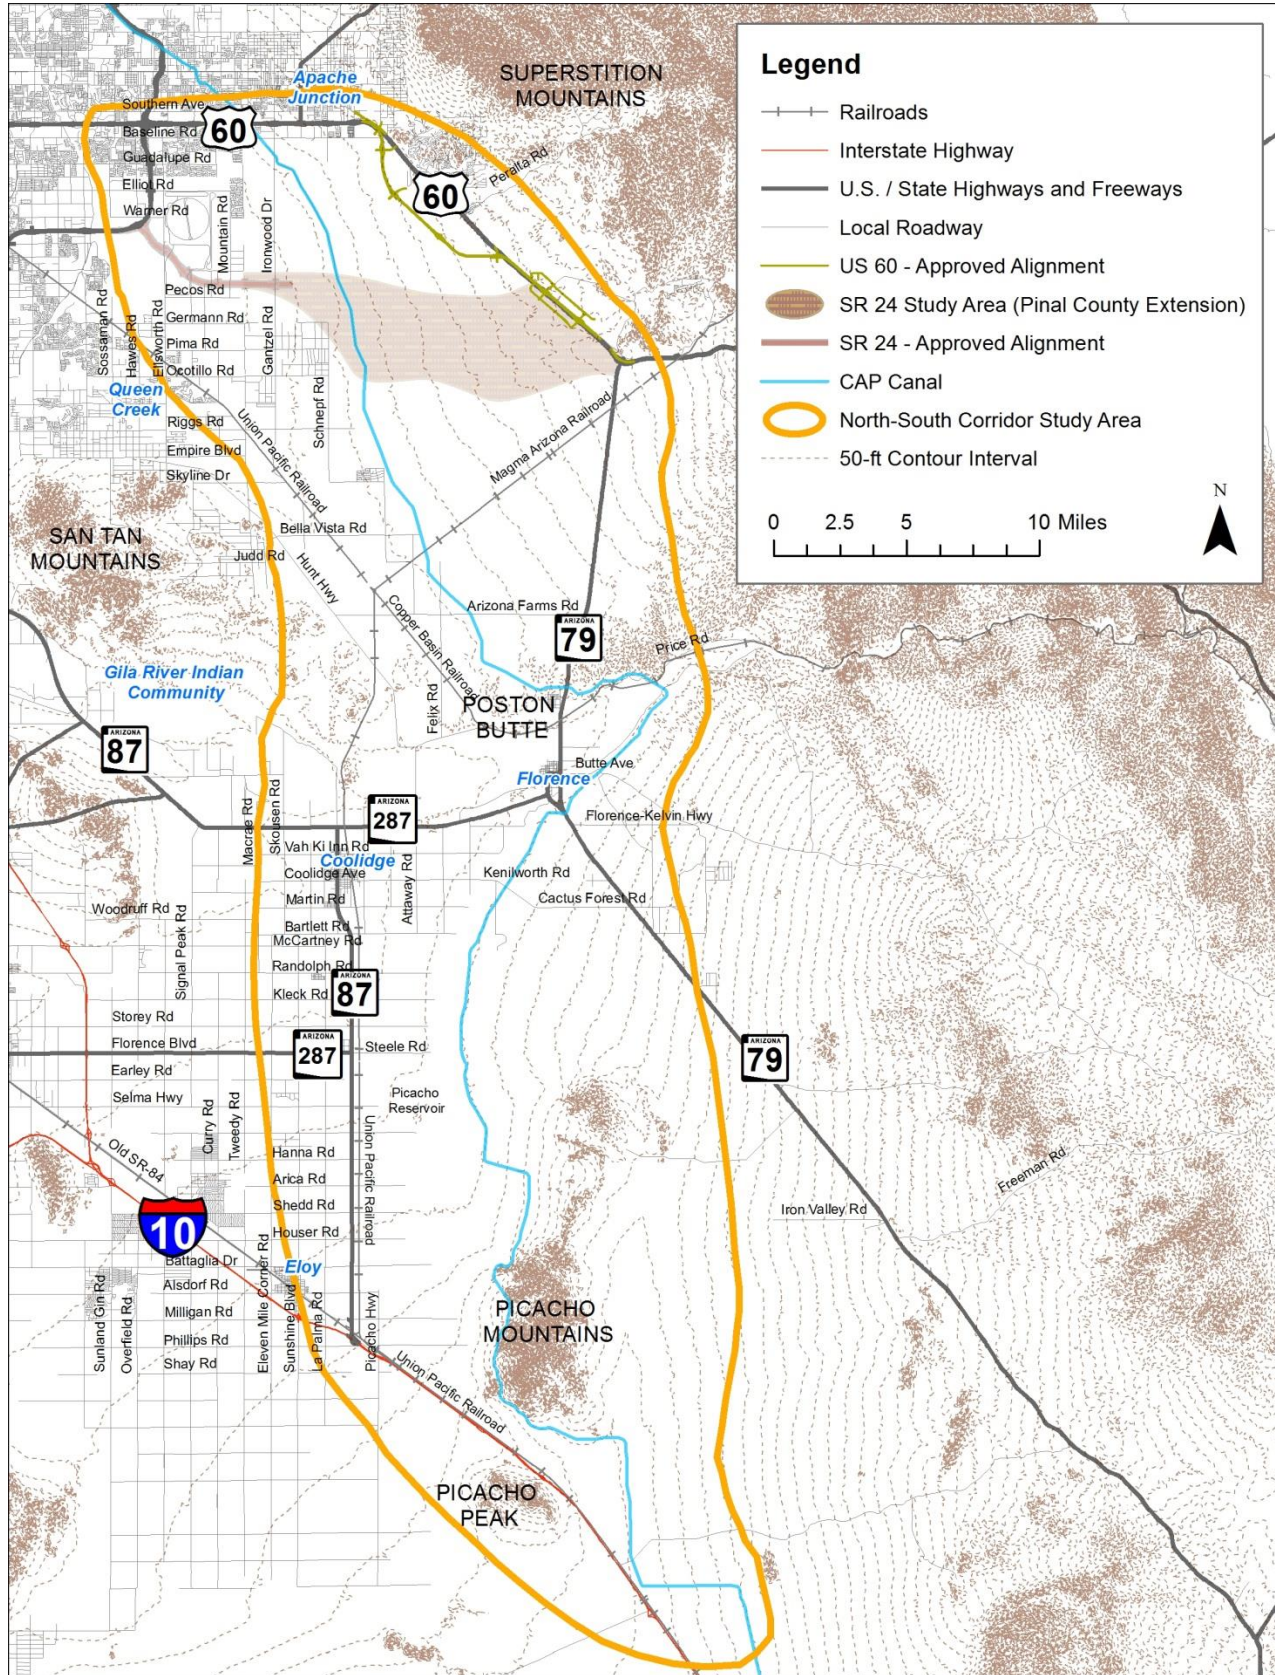 SUPERSTITION
MOUNTAINS
Apache
Junction
Southern Ave
Baseline Rd
60
Guadalupe Rd
Elliot Rd
Warner Rd
Peralta Rd
60
Mountain Rd
Ironwood Dr
Pecos Rd
Germann Rd
Sossaman Rd
Hawes Rd
Ellsworth Rd
Gantzel Rd
Pima Rd
Ocotillo Rd
Queen
Creek
Schnepf Rd
Riggs Rd
Union Pacific Railroad
Magma Arizona Railroad
Empire Blvd
Skyline Dr
SAN TAN
MOUNTAINS
Bella Vista Rd
Judd Rd
Hunt Hwy
Copper Basin Railroad
Arizona Farms Rd
ARIZONA
79
Price Rd
Gila River Indian
Community
Felix Rd
POSTON
BUTTE
ARIZONA
87
Butte Ave
Florence
Macrae Rd
Skousen Rd
ARIZONA
287
Florence-Kelvin Hwy
Vah Ki Inn Rd
Coolidge
Coolidge Ave
Attaway Rd
Kenilworth Rd
Martin Rd
Cactus Forest Rd
Woodruff Rd
Signal Peak Rd
Bartlett Rd
McCartney Rd
Randolph Rd
Kleck Rd
ARIZONA
87
Storey Rd
Florence Blvd
ARIZONA
287
Steele Rd
ARIZONA
79
Earley Rd
Selma Hwy
Picacho
Reservoir
Curry Rd
Tweedy Rd
Union Pacific Railroad
Old SR-84
Hanna Rd
Arica Rd
Freeman Rd
Shedd Rd
Iron Valley Rd
10
Houser Rd
Battaglia Dr
Eloy
Alsdorf Rd
Sunland Gin Rd
Overfield Rd
Eleven Mile Corner Rd
Sunshine Blvd
La Palma Rd
Picacho Hwy
Milligan Rd
Phillips Rd
Shay Rd
PICACHO
MOUNTAINS
Union Pacific Railroad
PICACHO
PEAK
Legend
Railroads
Interstate Highway
U.S. / State Highways and Freeways
Local Roadway
US 60 - Approved Alignment
SR 24 Study Area (Pinal County Extension)
SR 24 - Approved Alignment
CAP Canal
North-South Corridor Study Area
50-ft Contour Interval
N
0 2.5 5 10 Miles